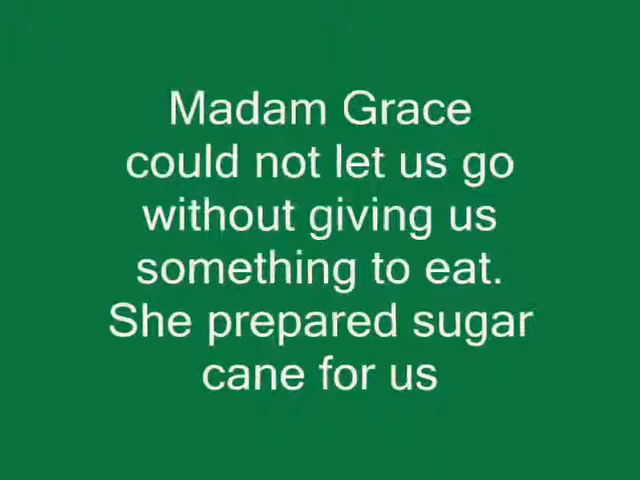 Madam Grace
could not let us go
without giving us
something to eat.
She prepared sugar
cane for us